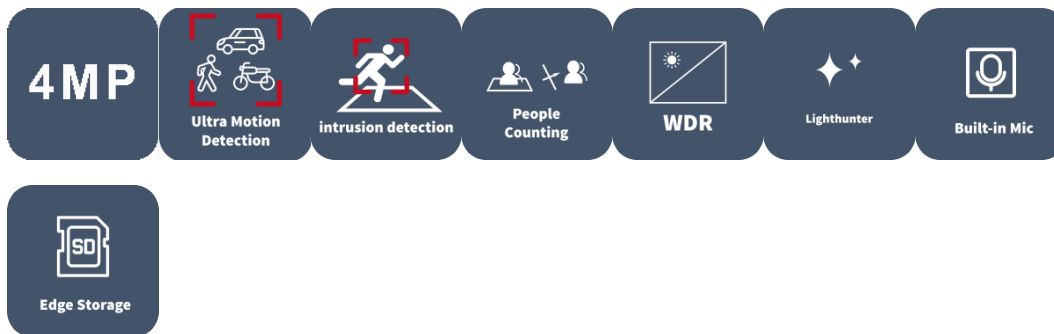 4MP
Ultra Motion
Detection
intrusion detection
People
Counting
WDR
Lighthunter
Built-in Mic
SD
Edge Storage